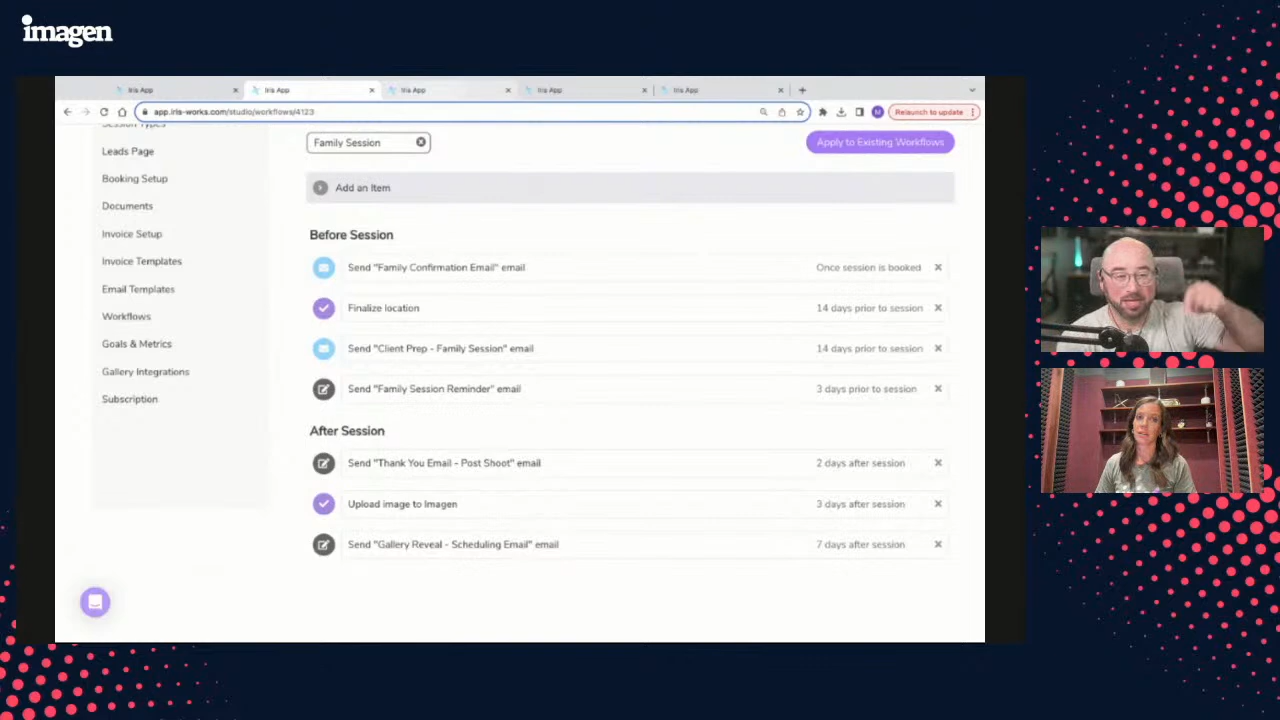 imagen
Iris App
Iris App
Iris App
Iris App
Iris App
app.iris-works.com/studio/workflows/4123
M
Relaunch to update
Session Types
Leads Page
Booking Setup
Documents
Invoice Setup
Invoice Templates
Email Templates
Workflows
Goals & Metrics
Gallery Integrations
Subscription
Family Session
Apply to Existing Workflows
Add an Item
Before Session
Send "Family Confirmation Email" email Once session is booked
Finalize location 14 days prior to session
Send "Client Prep - Family Session" email 14 days prior to session
Send "Family Session Reminder" email 3 days prior to session
After Session
Send "Thank You Email - Post Shoot" email 2 days after session
Upload image to Imagen 3 days after session
Send "Gallery Reveal - Scheduling Email" email 7 days after session